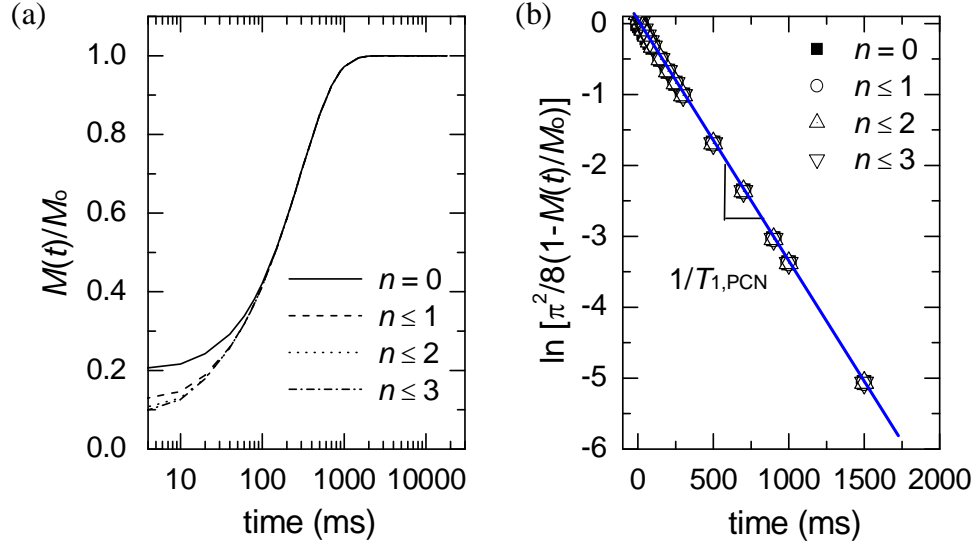 (a)
1.0
0.8
0.6
0.4
0.2
0.0
M(t)/Mo
n = 0
n ≤ 1
n ≤ 2
n ≤ 3
10 100 1000 10000
time (ms)
(b)
0
-1
-2
-3
-4
-5
-6
ln [π²/8(1-M(t)/Mo)]
n = 0
n ≤ 1
n ≤ 2
n ≤ 3
1/T1,PCN
0 500 1000 1500 2000
time (ms)